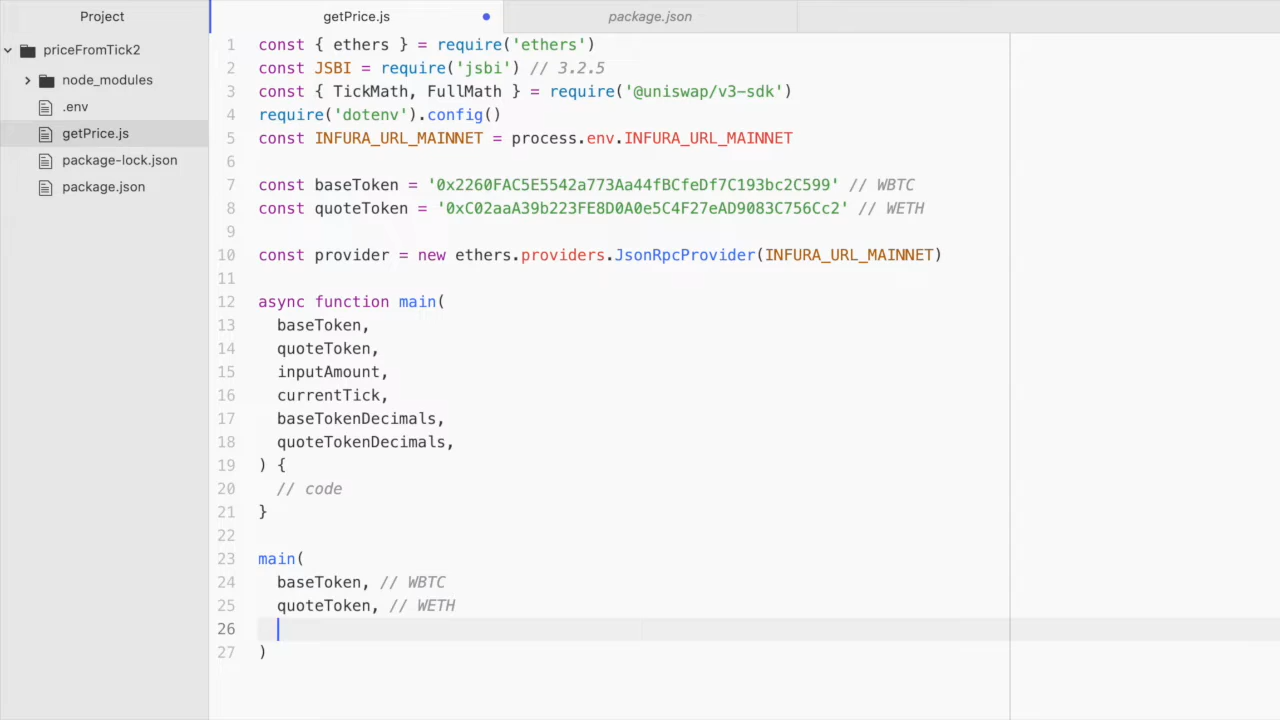 Project
getPrice.js
package.json
priceFromTick2
node_modules
.env
getPrice.js
package-lock.json
package.json
1 const { ethers } = require('ethers')
2 const JSBI = require('jsbi') // 3.2.5
3 const { TickMath, FullMath } = require('@uniswap/v3-sdk')
4 require('dotenv').config()
5 const INFURA_URL_MAINNET = process.env.INFURA_URL_MAINNET
6
7 const baseToken = '0x2260FAC5E5542a773Aa44fBCfeDf7C193bc2C599' // WBTC
8 const quoteToken = '0xC02aaA39b223FE8D0A0e5C4F27eAD9083C756Cc2' // WETH
9
10 const provider = new ethers.providers.JsonRpcProvider(INFURA_URL_MAINNET)
11
12 async function main(
13 baseToken,
14 quoteToken,
15 inputAmount,
16 currentTick,
17 baseTokenDecimals,
18 quoteTokenDecimals,
19 ) {
20 // code
21 }
22
23 main(
24 baseToken, // WBTC
25 quoteToken, // WETH
26
27 )